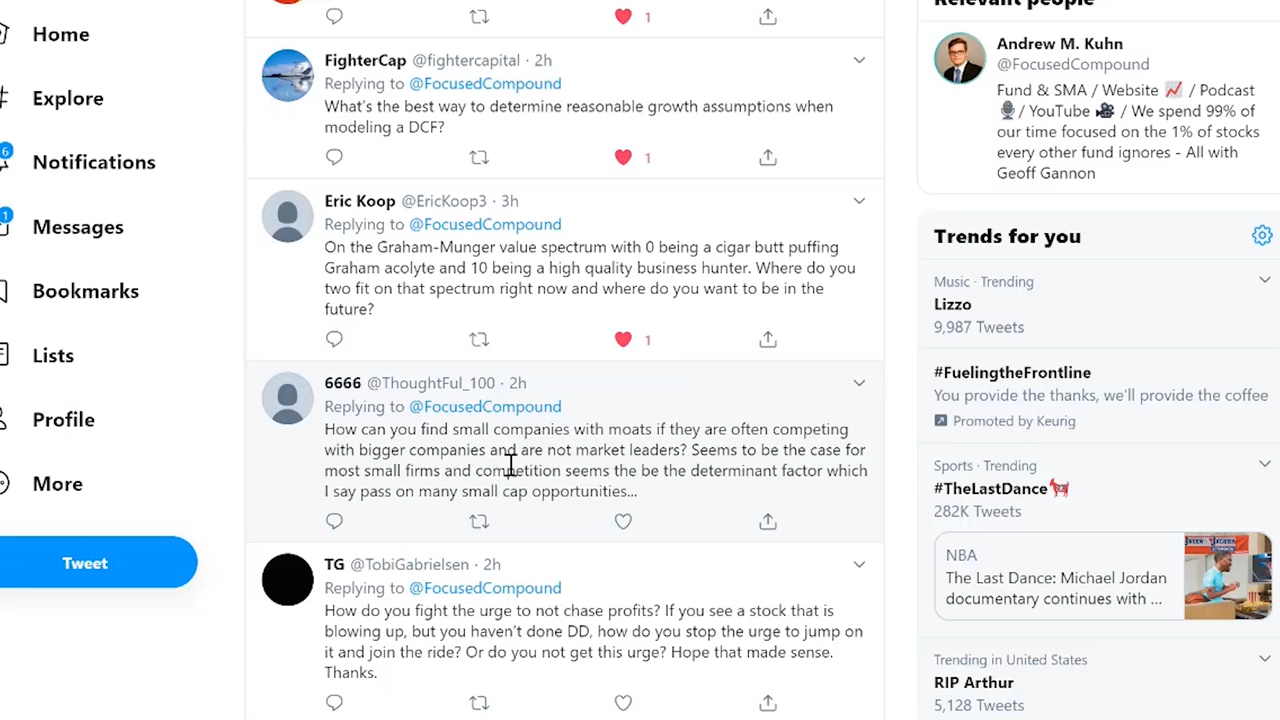 Home
Explore
6
Notifications
1
Messages
Bookmarks
Lists
Profile
More
Tweet
1
FighterCap @fightercapital · 2h
Replying to @FocusedCompound
What's the best way to determine reasonable growth assumptions when
modeling a DCF?
1
Eric Koop @EricKoop3 · 3h
Replying to @FocusedCompound
On the Graham-Munger value spectrum with 0 being a cigar butt puffing
Graham acolyte and 10 being a high quality business hunter. Where do you
two fit on that spectrum right now and where do you want to be in the
future?
1
6666 @ThoughtFul_100 · 2h
Replying to @FocusedCompound
How can you find small companies with moats if they are often competing
with bigger companies and are not market leaders? Seems to be the case for
most small firms and competition seems the be the determinant factor which
I say pass on many small cap opportunities...
TG @TobiGabrielsen · 2h
Replying to @FocusedCompound
How do you fight the urge to not chase profits? If you see a stock that is
blowing up, but you haven't done DD, how do you stop the urge to jump on
it and join the ride? Or do you not get this urge? Hope that made sense.
Thanks.
Relevant people
Andrew M. Kuhn
@FocusedCompound
Fund & SMA / Website 📈 / Podcast
🎙️/ YouTube 🎥 / We spend 99% of
our time focused on the 1% of stocks
every other fund ignores - All with
Geoff Gannon
Trends for you
Music · Trending
Lizzo
9,987 Tweets
#FuelingtheFrontline
You provide the thanks, we'll provide the coffee
Promoted by Keurig
Sports · Trending
#TheLastDance
282K Tweets
NBA
The Last Dance: Michael Jordan
documentary continues with ...
Trending in United States
RIP Arthur
5,128 Tweets